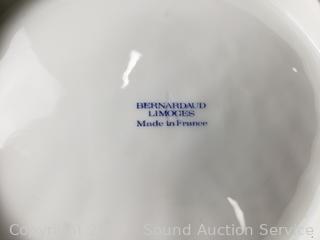 BERNARDAUD
LIMOGES
Made in France
Sound Auction Service